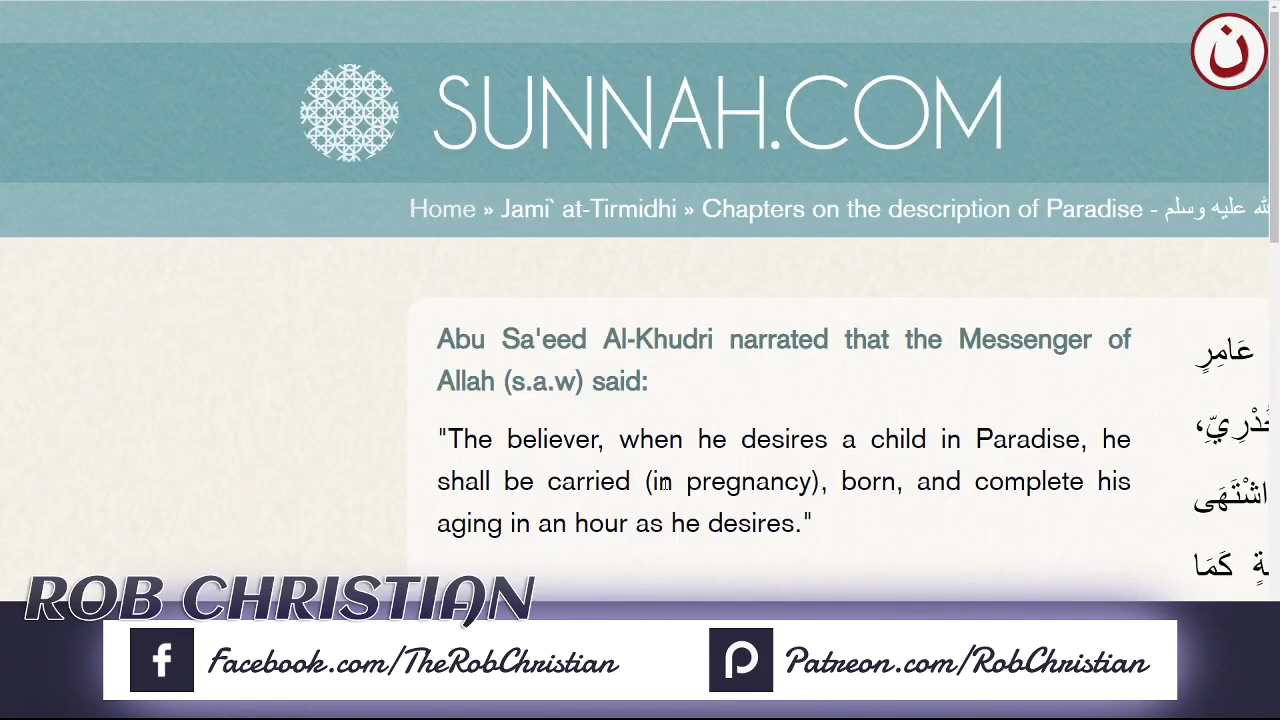 ن
SUNNAH.COM
Home » Jami` at-Tirmidhi » Chapters on the description of Paradise - عليه وسلم
Abu Sa'eed Al-Khudri narrated that the Messenger of
Allah (s.a.w) said:
عَامِرٍ
"The believer, when he desires a child in Paradise, he
shall be carried (in pregnancy), born, and complete his
aging in an hour as he desires."
اشْتَهَى
كَمَا
ROB CHRISTIAN
Facebook.com/TheRobChristian
Patreon.com/RobChristian